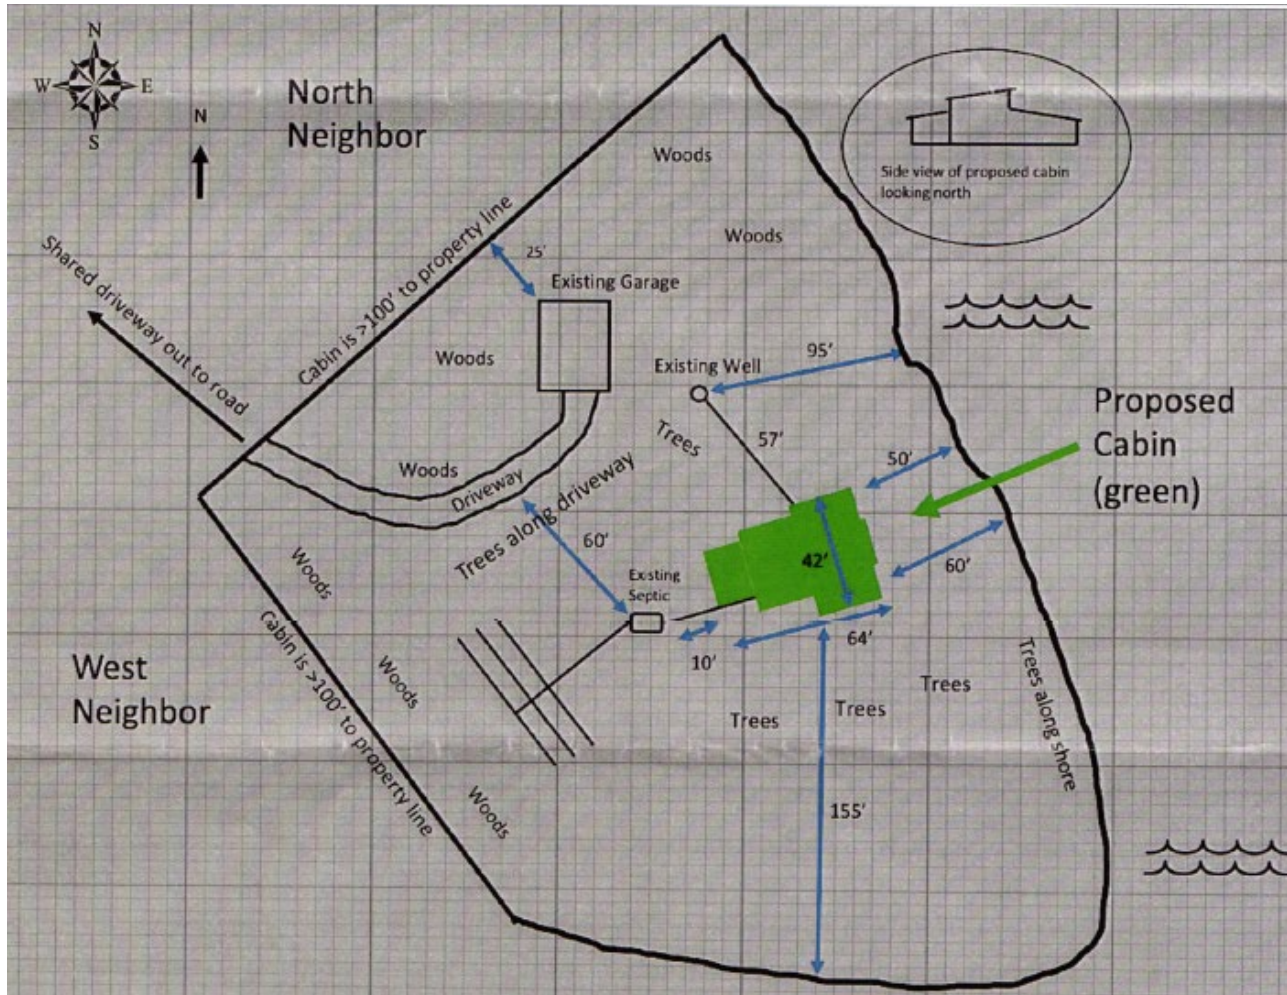 N
W
E
S
N
North
Neighbor
Woods
Side view of proposed cabin
looking north
Woods
Shared driveway out to road
Cabin is >100' to property line
25'
Existing Garage
Woods
Existing Well
95'
Proposed
Cabin
(green)
Trees
57'
50'
Woods
Driveway
Trees along driveway
60'
42'
60'
Woods
Existing
Septic
Cabin is >100' to property line
West
Neighbor
10'
64'
Trees along shore
Woods
Trees
Trees
Trees
Woods
155'